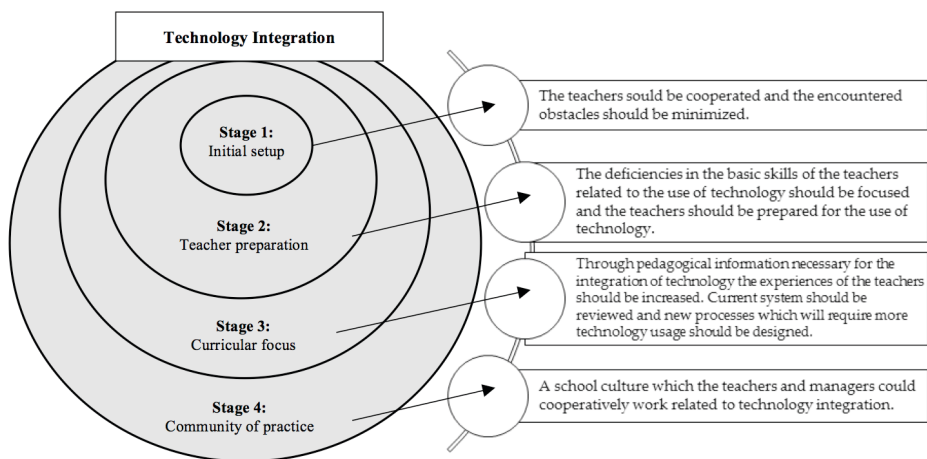 Technology Integration
Stage 1:
Initial setup
Stage 2:
Teacher preparation
Stage 3:
Curricular focus
Stage 4:
Community of practice
The teachers sould be cooperated and the encountered
obstacles should be minimized.
The deficiencies in the basic skills of the teachers
related to the use of technology should be focused
and the teachers should be prepared for the use of
technology.
Through pedagogical information necessary for the
integration of technology the experiences of the teachers
should be increased. Current system should be
reviewed and new processes which will require more
technology usage should be designed.
A school culture which the teachers and managers could
cooperatively work related to technology integration.